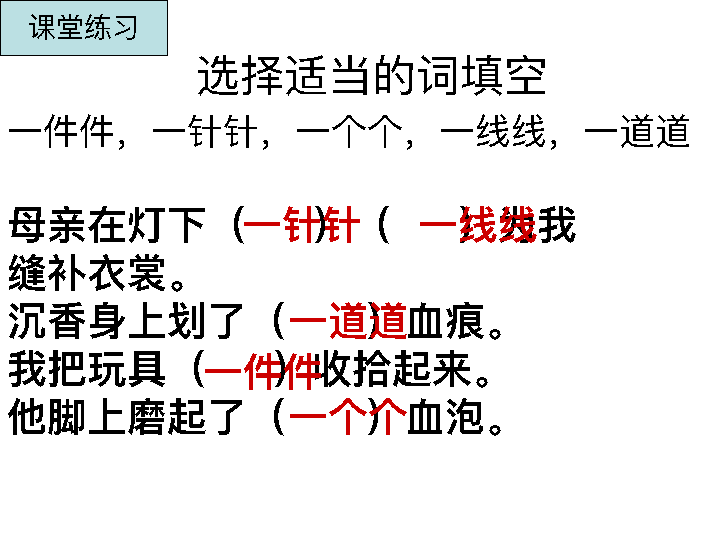 课堂练习
选择适当的词填空
一件件，一针针，一个个，一线线，一道道
母亲在灯下（一针针）（一线线）为我
缝补衣裳。
沉香身上划了（一道道）血痕。
我把玩具（一件件）收拾起来。
他脚上磨起了（一个个）血泡。